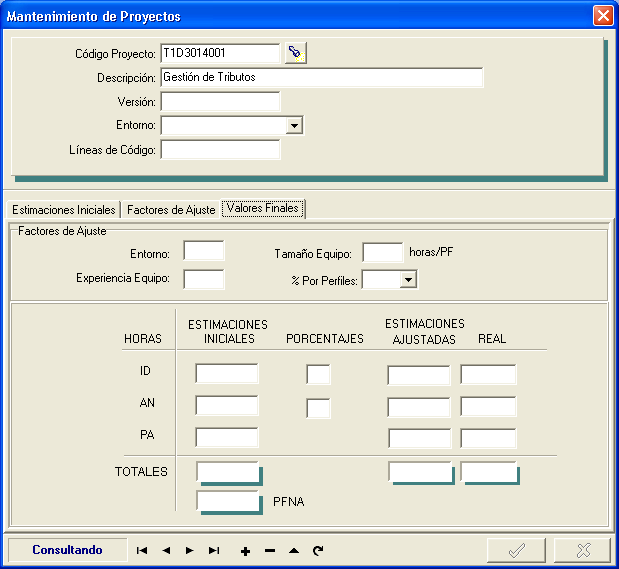 Mantenimiento de Proyectos
Código Proyecto: T1D3014001
Descripción: Gestión de Tributos
Versión:
Entorno:
Líneas de Código:
Estimaciones Iniciales Factores de Ajuste Valores Finales
Factores de Ajuste
Entorno: Tamaño Equipo: horas/PF
Experiencia Equipo: % Por Perfiles:
HORAS ESTIMACIONES INICIALES PORCENTAJES ESTIMACIONES AJUSTADAS REAL
ID
AN
PA
TOTALES
PFNA
Consultando